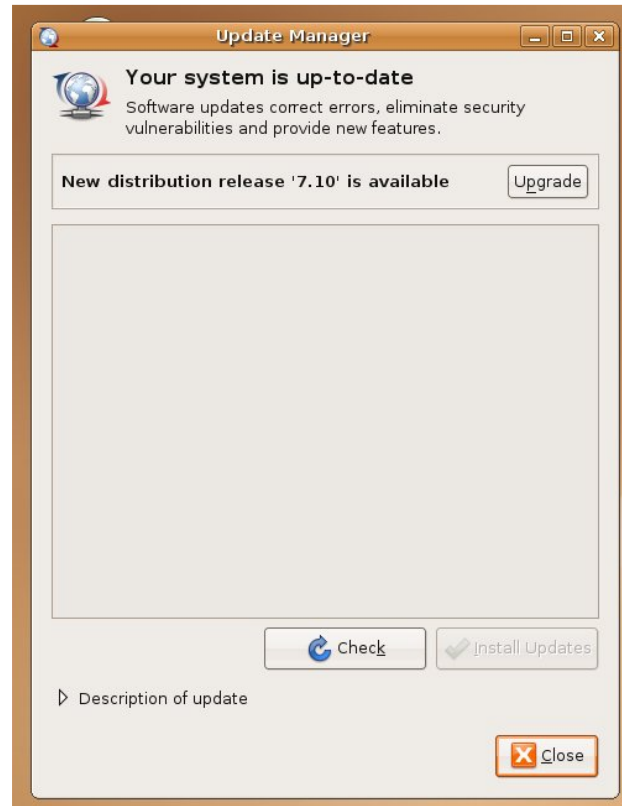 Update Manager
Your system is up-to-date
Software updates correct errors, eliminate security
vulnerabilities and provide new features.
New distribution release '7.10' is available
Upgrade
Check
Install Updates
Description of update
Close